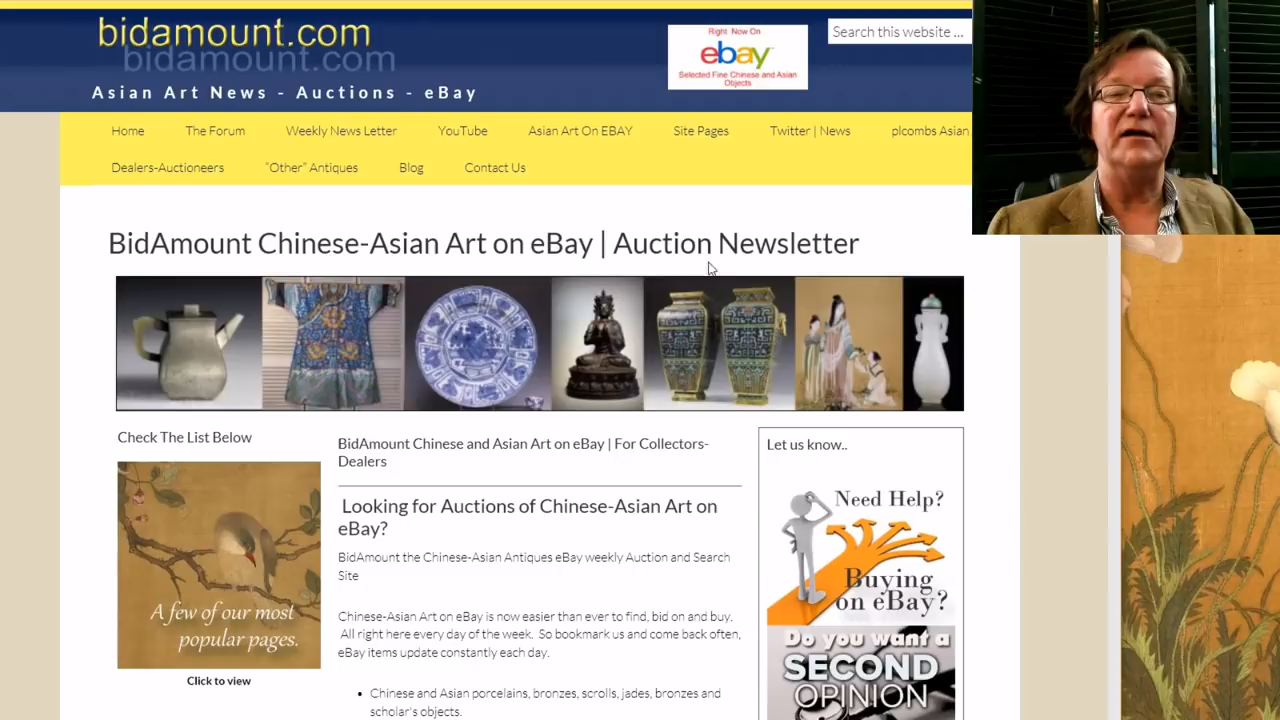 bidamount.com
bidamount.com
Asian Art News - Auctions - eBay
Right Now On
ebay
Selected Fine Chinese and Asian
Objects
Search this website ...
Home The Forum Weekly News Letter YouTube Asian Art On EBAY Site Pages Twitter | News plcombs Asian
Dealers-Auctioneers "Other" Antiques Blog Contact Us
BidAmount Chinese-Asian Art on eBay | Auction Newsletter
Check The List Below
A few of our most
popular pages.
Click to view
BidAmount Chinese and Asian Art on eBay | For Collectors-
Dealers
Looking for Auctions of Chinese-Asian Art on
eBay?
BidAmount the Chinese-Asian Antiques eBay weekly Auction and Search
Site
Chinese-Asian Art on eBay is now easier than ever to find, bid on and buy.
All right here every day of the week. So bookmark us and come back often,
eBay items update constantly each day.
• Chinese and Asian porcelains, bronzes, scrolls, jades, bronzes and
scholar's objects.
Let us know..
Need Help?
Buying
on eBay?
Do you want a
SECOND
OPINION